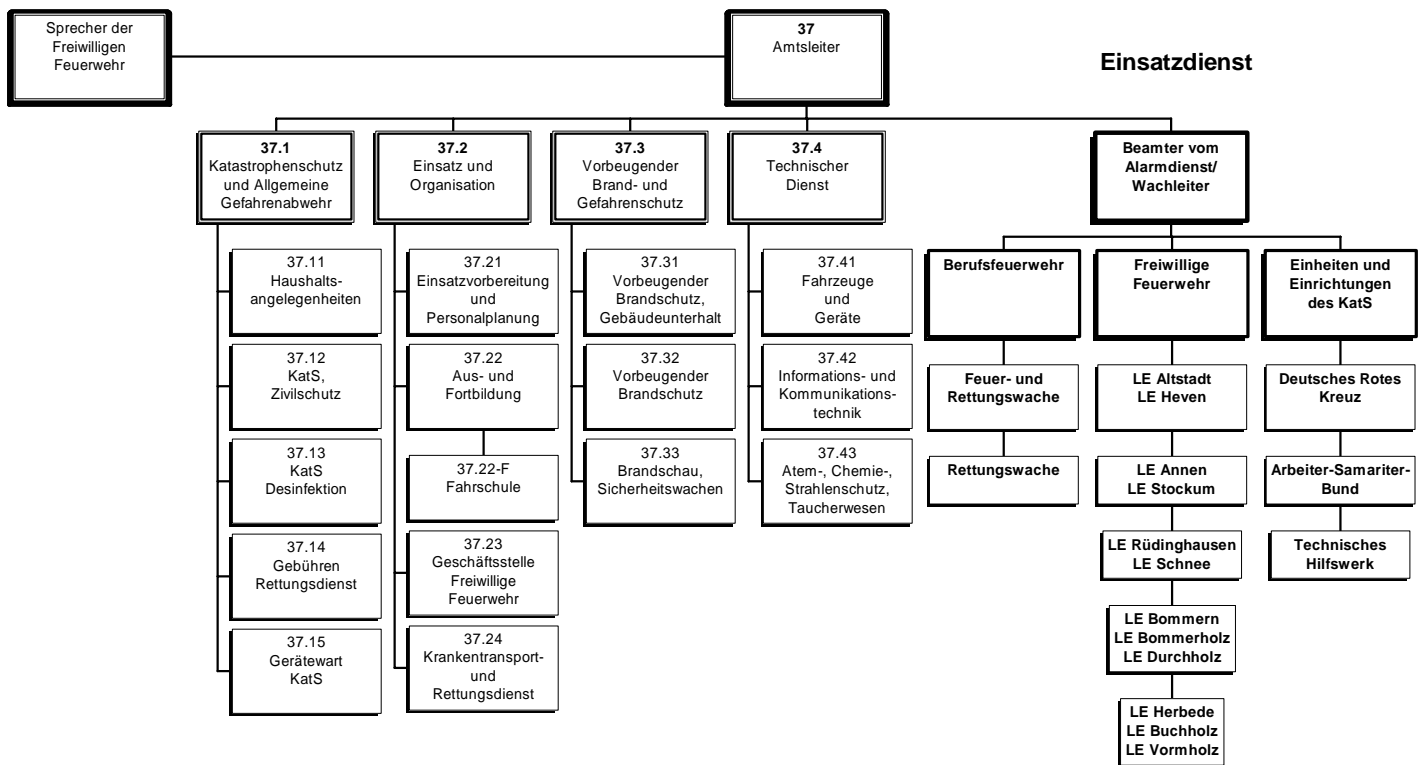 Sprecher der
Freiwilligen
Feuerwehr
37
Amtsleiter
Einsatzdienst
37.1
Katastrophenschutz
und Allgemeine
Gefahrenabwehr
37.2
Einsatz und
Organisation
37.3
Vorbeugender
Brand- und
Gefahrenschutz
37.4
Technischer
Dienst
Beamter vom
Alarmdienst/
Wachleiter
37.11
Haushalts-
angelegenheiten
37.12
KatS,
Zivilschutz
37.13
KatS
Desinfektion
37.14
Gebühren
Rettungsdienst
37.15
Gerätewart
KatS
37.21
Einsatzvorbereitung
und
Personalplanung
37.22
Aus- und
Fortbildung
37.22-F
Fahrschule
37.23
Geschäftsstelle
Freiwillige
Feuerwehr
37.24
Krankentransport-
und
Rettungsdienst
37.31
Vorbeugender
Brandschutz,
Gebäudeunterhalt
37.32
Vorbeugender
Brandschutz
37.33
Brandschau,
Sicherheitswachen
37.41
Fahrzeuge
und
Geräte
37.42
Informations- und
Kommunikations-
technik
37.43
Atem-, Chemie-,
Strahlenschutz,
Taucherwesen
Berufsfeuerwehr
Feuer- und
Rettungswache
Rettungswache
Freiwillige
Feuerwehr
LE Altstadt
LE Heven
LE Annen
LE Stockum
LE Rüdinghausen
LE Schnee
LE Bommern
LE Bommerholz
LE Durchholz
LE Herbede
LE Buchholz
LE Vormholz
Einheiten und
Einrichtungen
des KatS
Deutsches Rotes
Kreuz
Arbeiter-Samariter-
Bund
Technisches
Hilfswerk